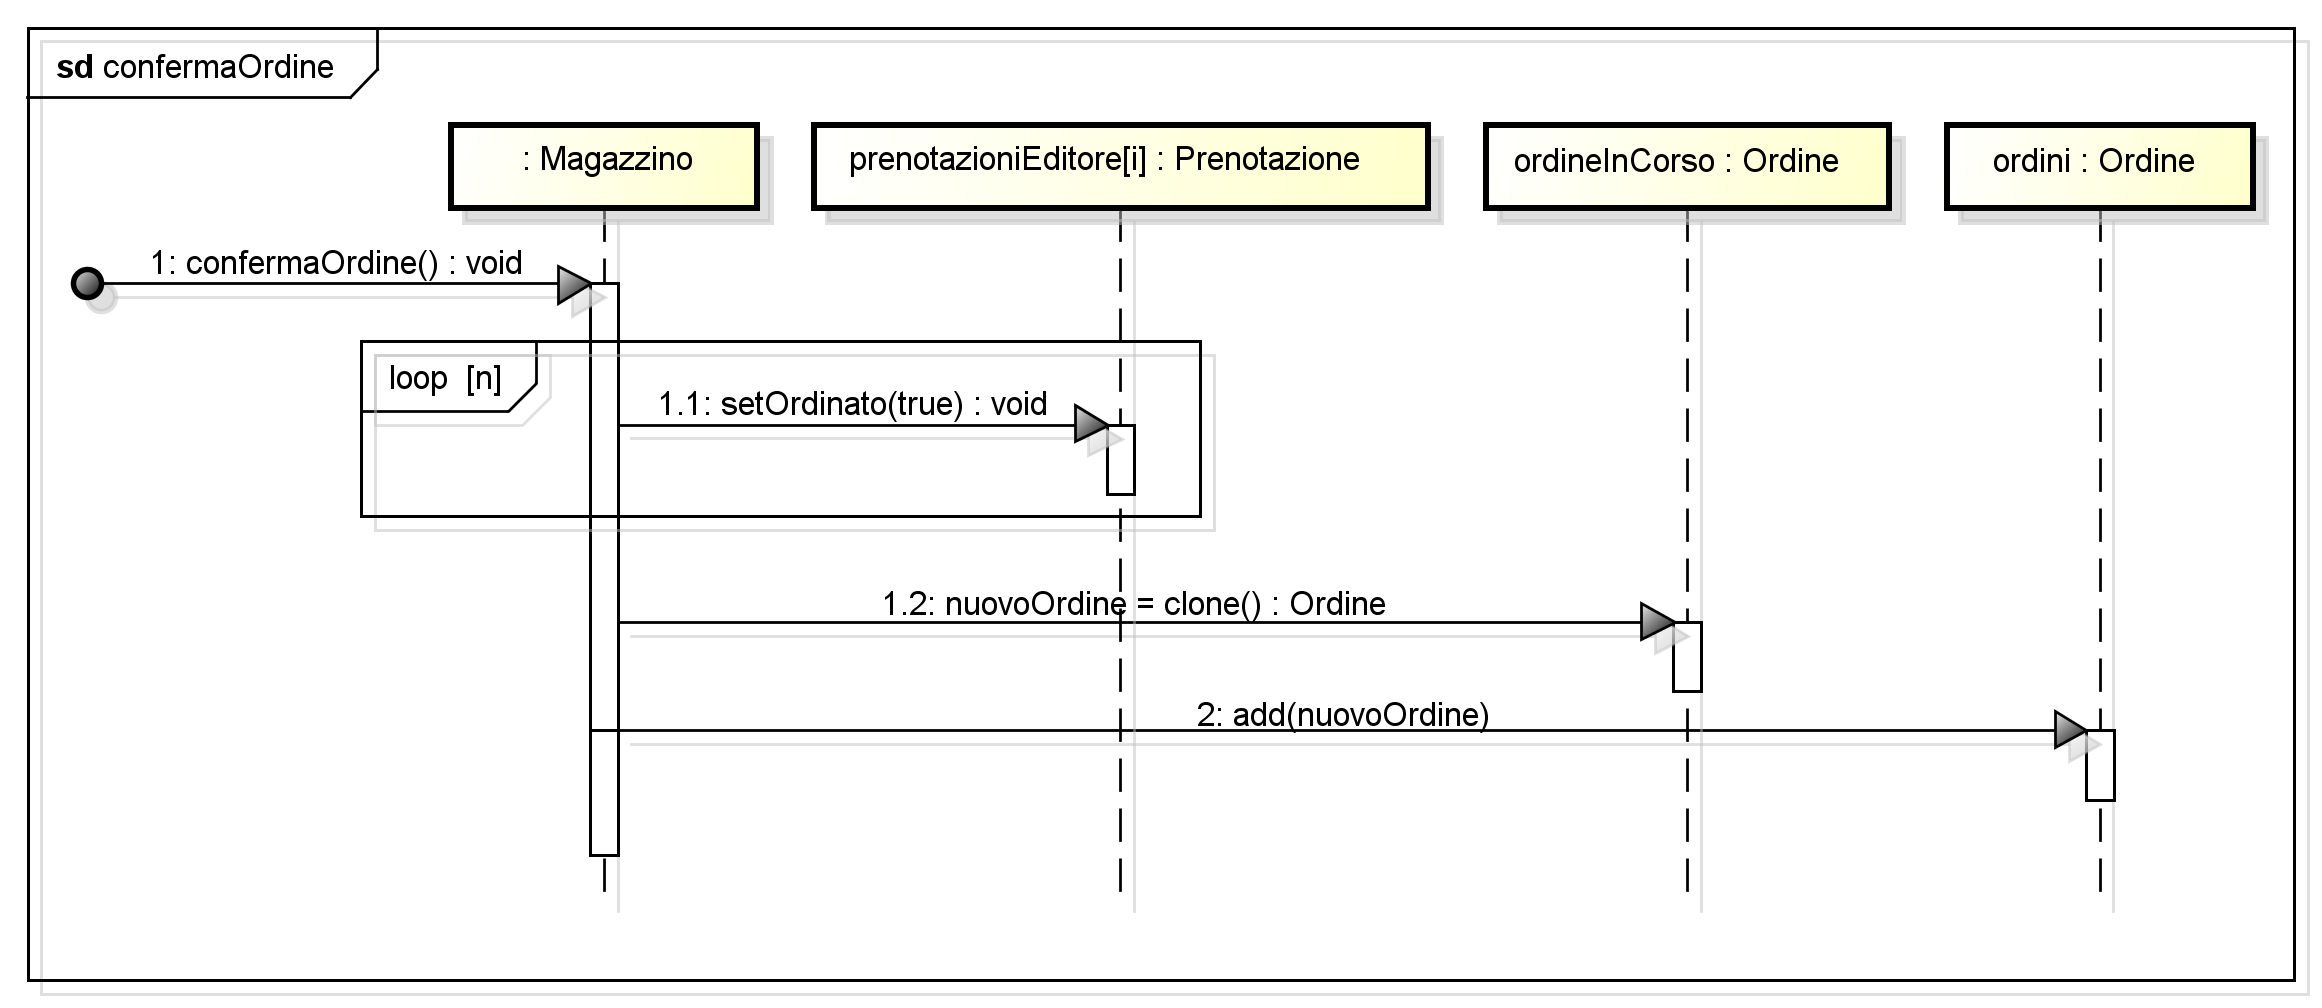 sd confermaOrdine
: Magazzino
prenotazioniEditore[i] : Prenotazione
ordineInCorso : Ordine
ordini : Ordine
1: confermaOrdine() : void
loop [n]
1.1: setOrdinato(true) : void
1.2: nuovoOrdine = clone() : Ordine
2: add(nuovoOrdine)